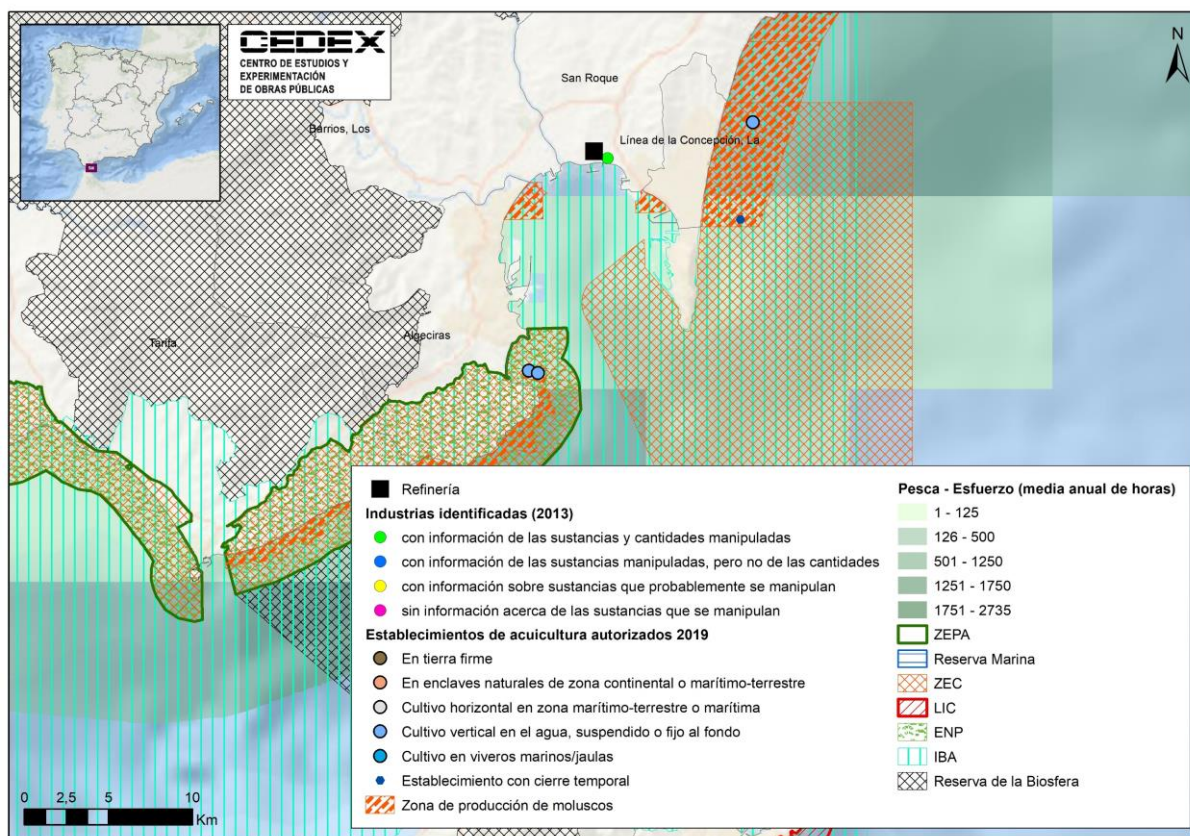 CEDEX
CENTRO DE ESTUDIOS Y
EXPERIMENTACIÓN
DE OBRAS PÚBLICAS
N
San Roque
Barrios, Los
Línea de la Concepción, La
Algeciras
Tarifa
Refinería
Industrias identificadas (2013)
con información de las sustancias y cantidades manipuladas
con información de las sustancias manipuladas, pero no de las cantidades
con información sobre sustancias que probablemente se manipulan
sin información acerca de las sustancias que se manipulan
Establecimientos de acuicultura autorizados 2019
En tierra firme
En enclaves naturales de zona continental o marítimo-terrestre
Cultivo horizontal en zona marítimo-terrestre o marítima
Cultivo vertical en el agua, suspendido o fijo al fondo
Cultivo en viveros marinos/jaulas
Establecimiento con cierre temporal
Zona de producción de moluscos
Pesca - Esfuerzo (media anual de horas)
1 - 125
126 - 500
501 - 1250
1251 - 1750
1751 - 2735
ZEPA
Reserva Marina
ZEC
LIC
ENP
IBA
Reserva de la Biosfera
0 2,5 5 10
Km